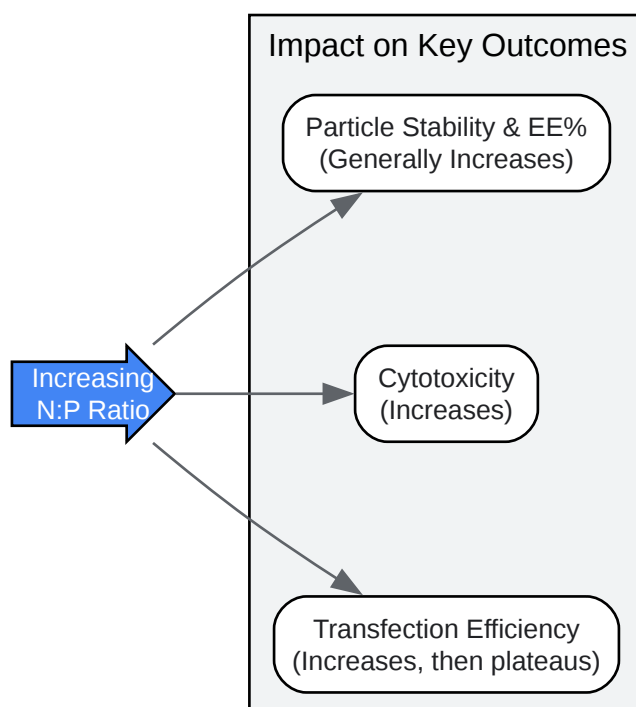 Impact on Key Outcomes
Particle Stability & EE%
(Generally Increases)
Increasing
N:P Ratio
Cytotoxicity
(Increases)
Transfection Efficiency
(Increases, then plateaus)